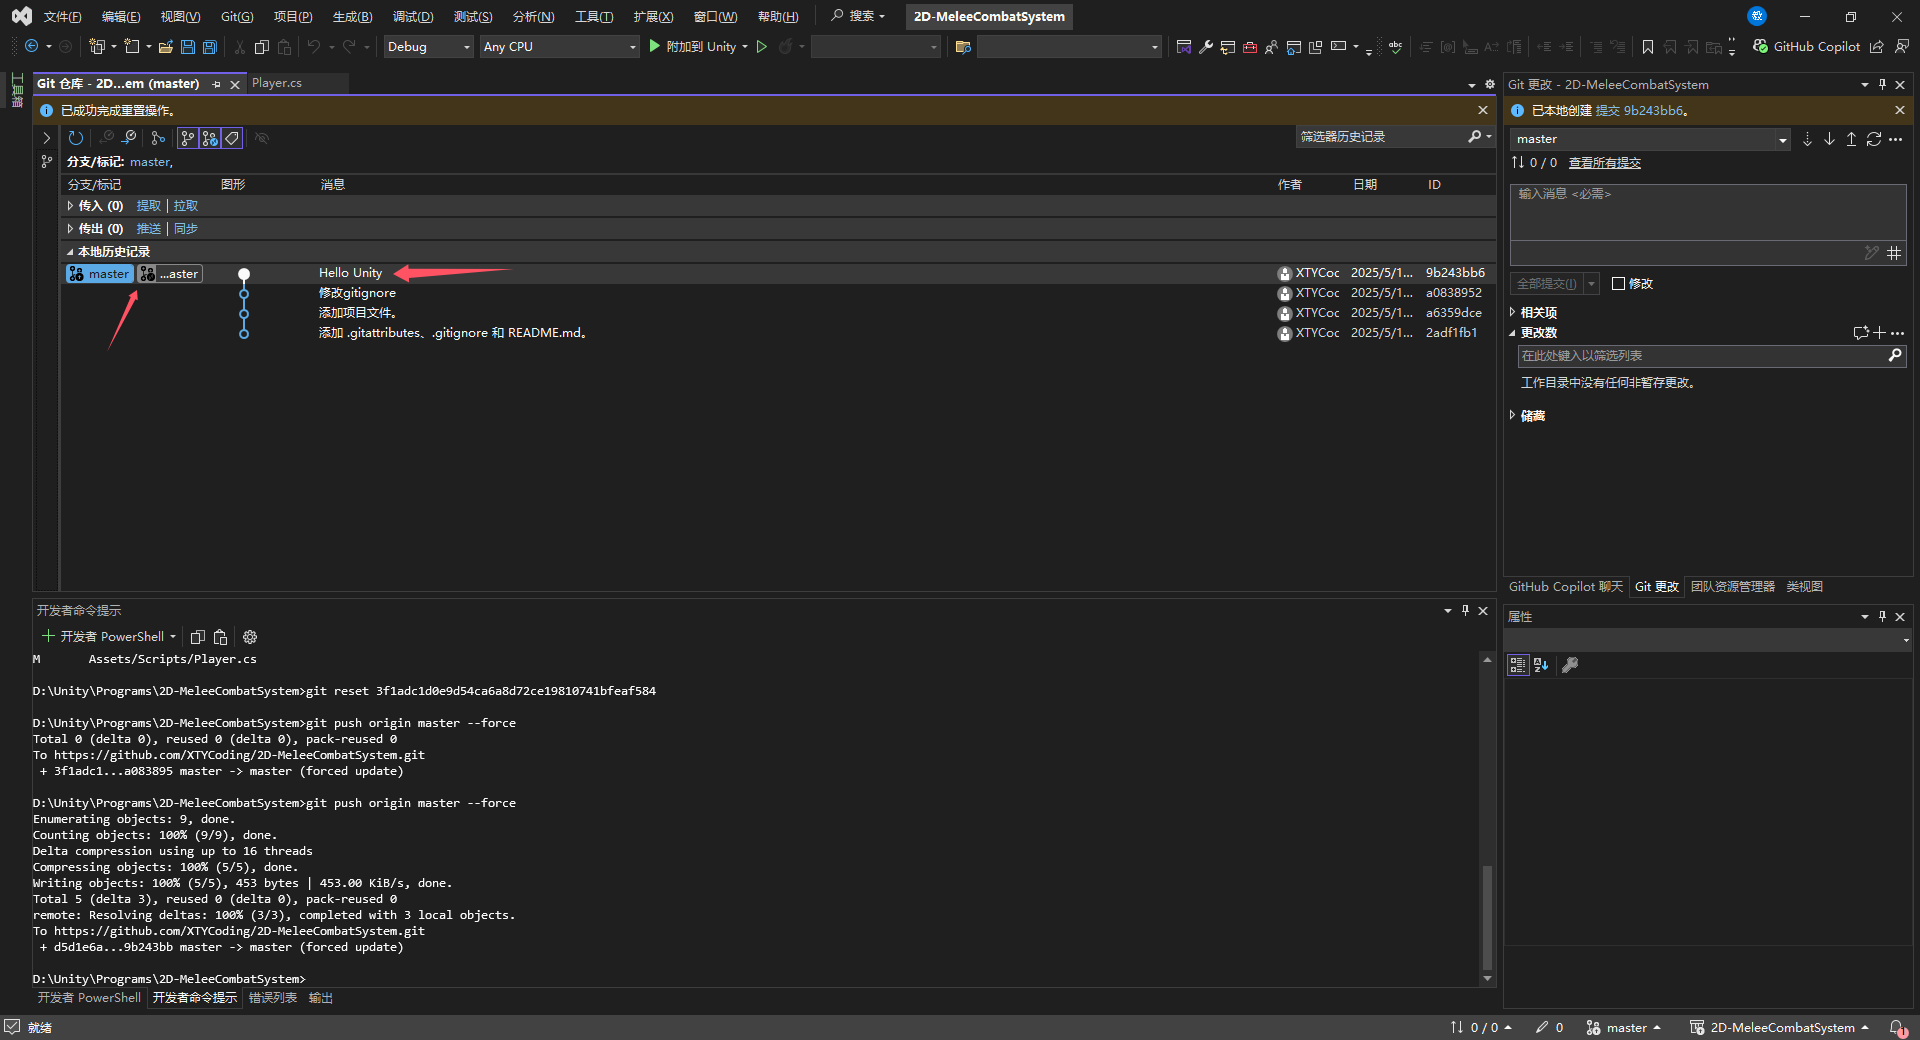 文件(F) 编辑(E) 视图(V) Git(G) 项目(P) 生成(B) 调试(D) 测试(S) 分析(N) 工具(T) 扩展(X) 窗口(W) 帮助(H) 搜索 2D-MeleeCombatSystem
Debug Any CPU 附加到 Unity GitHub Copilot
工具箱
Git 仓库 - 2D...em (master) Player.cs
已成功完成重置操作。
筛选器历史记录
分支/标记: master,
分支/标记 图形 消息 作者 日期 ID
传入 (0) 提取 | 拉取
传出 (0) 推送 | 同步
本地历史记录
master ...aster Hello Unity XTYCoc 2025/5/1... 9b243bb6
修改gitignore XTYCoc 2025/5/1... a0838952
添加项目文件。 XTYCoc 2025/5/1... a6359dce
添加 .gitattributes、.gitignore 和 README.md。 XTYCoc 2025/5/1... 2adf1fb1
Git 更改 - 2D-MeleeCombatSystem
已本地创建 提交 9b243bb6。
master
0 / 0 查看所有提交
输入消息 <必需>
全部提交(I) 修改
相关项
更改数
在此处键入以筛选列表
工作目录中没有任何非暂存更改。
储藏
GitHub Copilot 聊天 Git 更改 团队资源管理器 类视图
属性
开发者命令提示
开发者 PowerShell
M Assets/Scripts/Player.cs
D:\Unity\Programs\2D-MeleeCombatSystem>git reset 3f1adc1d0e9d54ca6a8d72ce19810741bfeaf584
D:\Unity\Programs\2D-MeleeCombatSystem>git push origin master --force
Total 0 (delta 0), reused 0 (delta 0), pack-reused 0
To https://github.com/XTYCoding/2D-MeleeCombatSystem.git
+ 3f1adc1...a083895 master -> master (forced update)
D:\Unity\Programs\2D-MeleeCombatSystem>git push origin master --force
Enumerating objects: 9, done.
Counting objects: 100% (9/9), done.
Delta compression using up to 16 threads
Compressing objects: 100% (5/5), done.
Writing objects: 100% (5/5), 453 bytes | 453.00 KiB/s, done.
Total 5 (delta 3), reused 0 (delta 0), pack-reused 0
remote: Resolving deltas: 100% (3/3), completed with 3 local objects.
To https://github.com/XTYCoding/2D-MeleeCombatSystem.git
+ d5d1e6a...9b243bb master -> master (forced update)
D:\Unity\Programs\2D-MeleeCombatSystem>
开发者 PowerShell 开发者命令提示 错误列表 输出
就绪 0 / 0 0 master 2D-MeleeCombatSystem 1